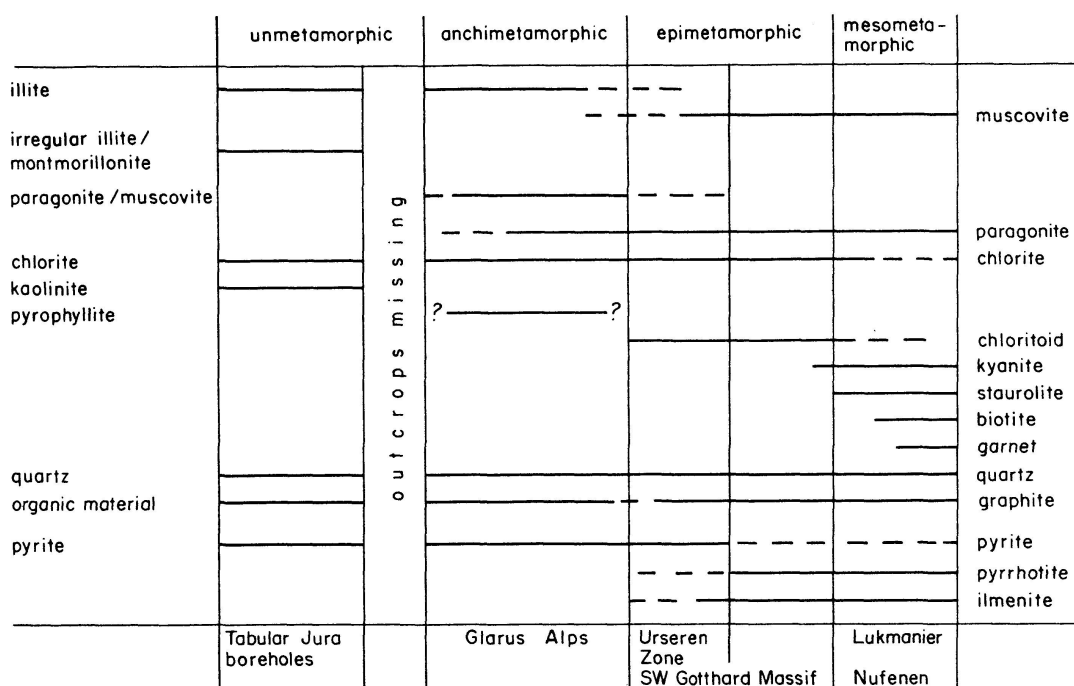 unmetamorphic
anchimetamorphic
epimetamorphic
mesometa-
morphic
illite
muscovite
irregular illite/
montmorillonite
paragonite/muscovite
paragonite
chlorite
chlorite
kaolinite
pyrophyllite
? ?
chloritoid
kyanite
staurolite
biotite
garnet
quartz
quartz
organic material
graphite
pyrite
pyrite
pyrrhotite
ilmenite
outcrops missing
Tabular Jura
boreholes
Glarus Alps
Urseren
Zone
SW Gotthard Massif
Lukmanier
Nufenen